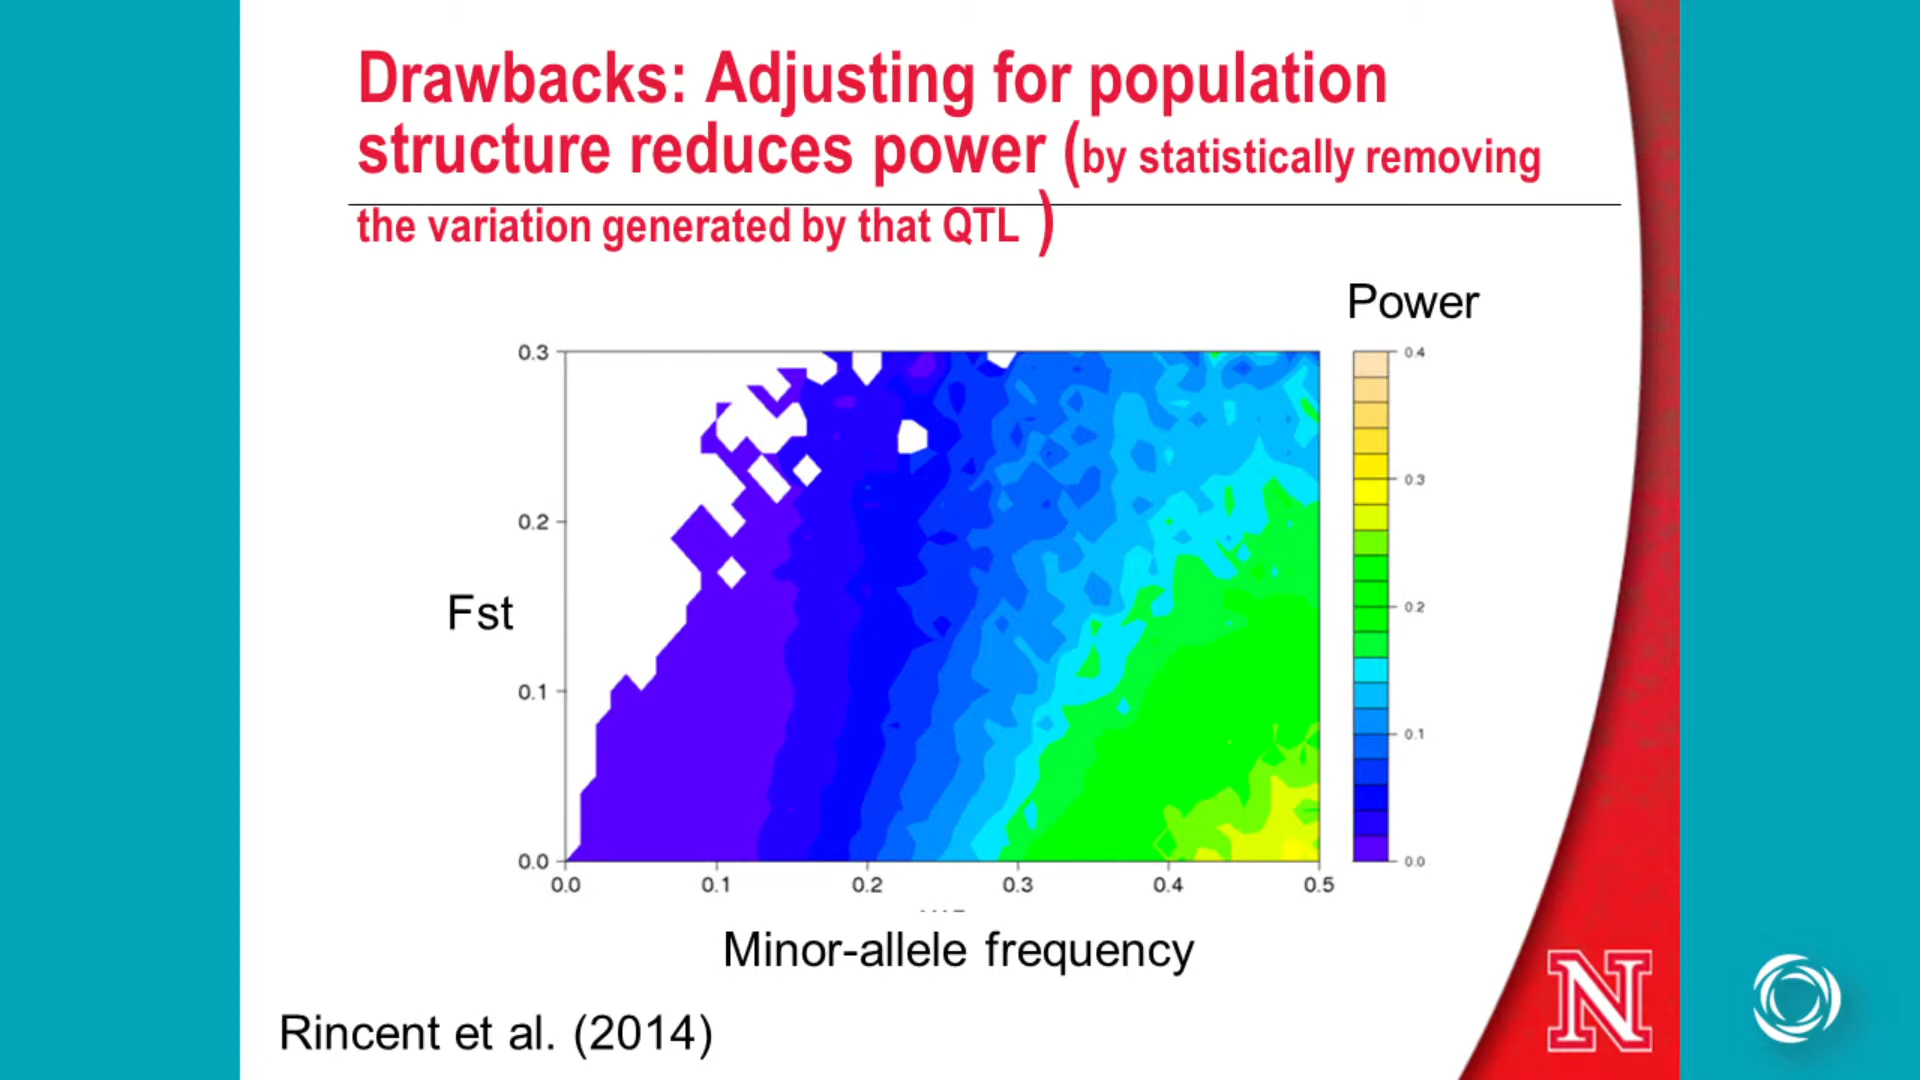 Drawbacks: Adjusting for population
structure reduces power (by statistically removing
the variation generated by that QTL )
Power
0.3
0.2
0.1
0.0
Fst
0.0 0.1 0.2 0.3 0.4 0.5
0.4
0.3
0.2
0.1
0.0
Minor-allele frequency
Rincent et al. (2014)
N